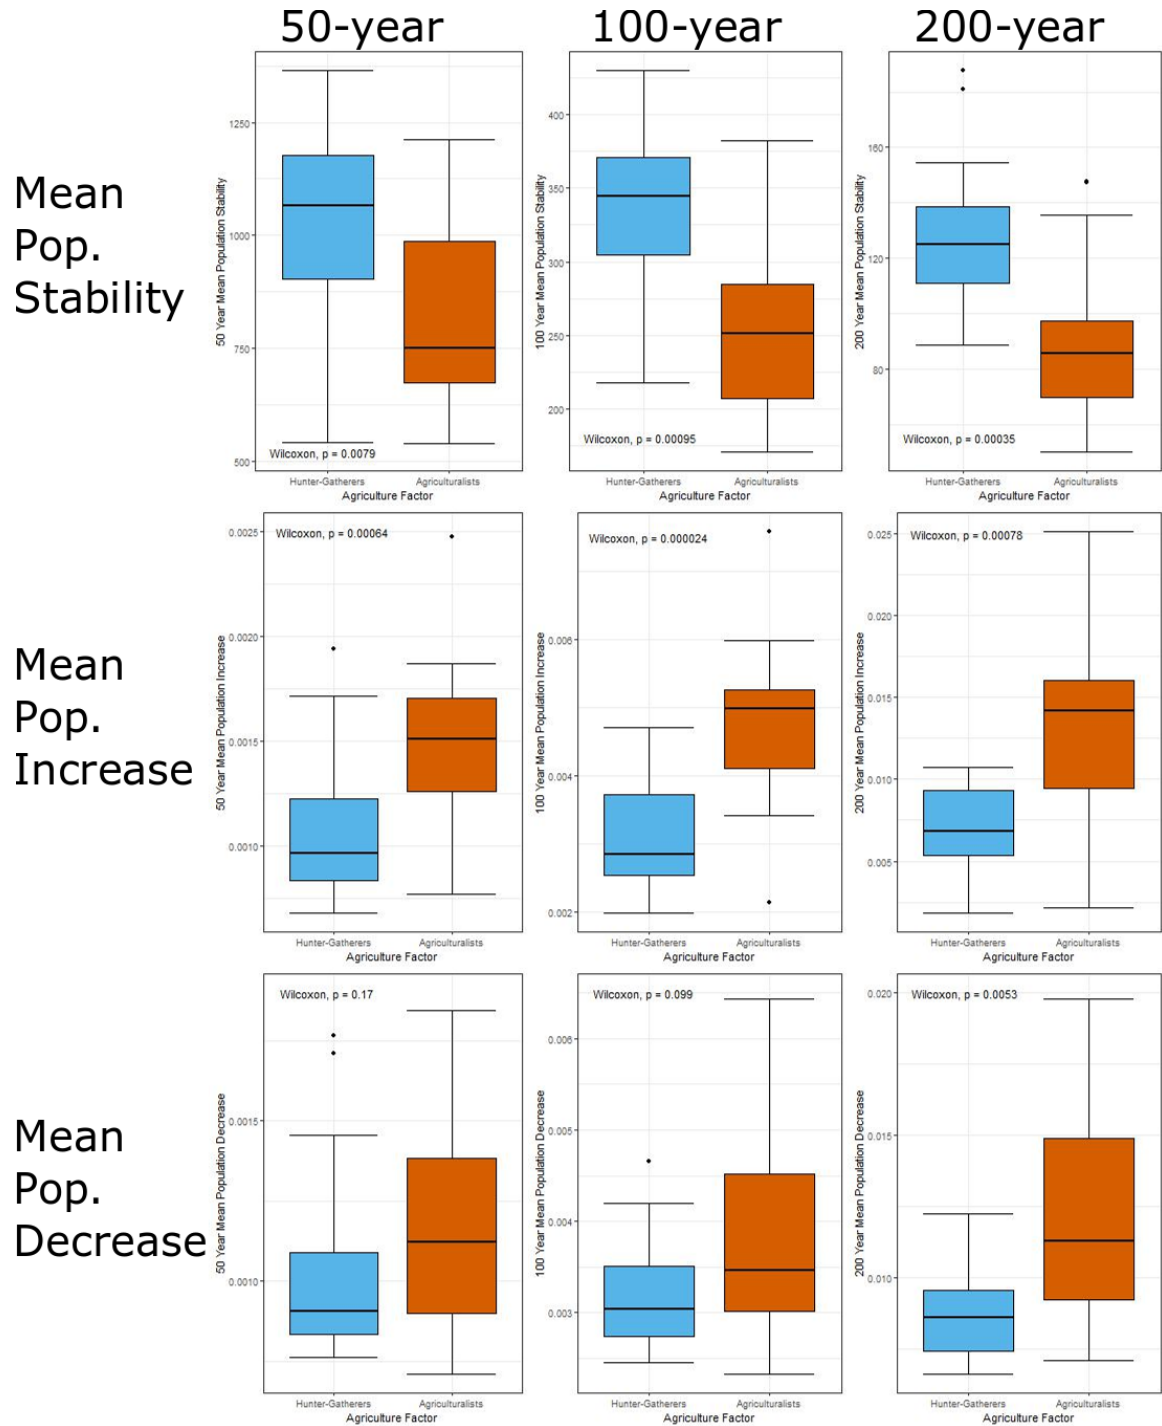 50-year 100-year 200-year
Mean
Pop.
Stability
50 Year Mean Population Stability
1250
1000
750
500
Wilcoxon, p = 0.0079
Hunter-Gatherers Agriculturalists
Agriculture Factor
100 Year Mean Population Stability
400
350
300
250
200
Wilcoxon, p = 0.00095
Hunter-Gatherers Agriculturalists
Agriculture Factor
200 Year Mean Population Stability
160
120
80
Wilcoxon, p = 0.00035
Hunter-Gatherers Agriculturalists
Agriculture Factor
Mean
Pop.
Increase
50 Year Mean Population Increase
Wilcoxon, p = 0.00064
0.0025
0.0020
0.0015
0.0010
Hunter-Gatherers Agriculturalists
Agriculture Factor
100 Year Mean Population Increase
Wilcoxon, p = 0.000024
0.006
0.004
0.002
Hunter-Gatherers Agriculturalists
Agriculture Factor
200 Year Mean Population Increase
Wilcoxon, p = 0.00078
0.025
0.020
0.015
0.010
0.005
Hunter-Gatherers Agriculturalists
Agriculture Factor
Mean
Pop.
Decrease
50 Year Mean Population Decrease
Wilcoxon, p = 0.17
0.0015
0.0010
Hunter-Gatherers Agriculturalists
Agriculture Factor
100 Year Mean Population Decrease
Wilcoxon, p = 0.099
0.006
0.005
0.004
0.003
Hunter-Gatherers Agriculturalists
Agriculture Factor
200 Year Mean Population Decrease
Wilcoxon, p = 0.0053
0.020
0.015
0.010
Hunter-Gatherers Agriculturalists
Agriculture Factor